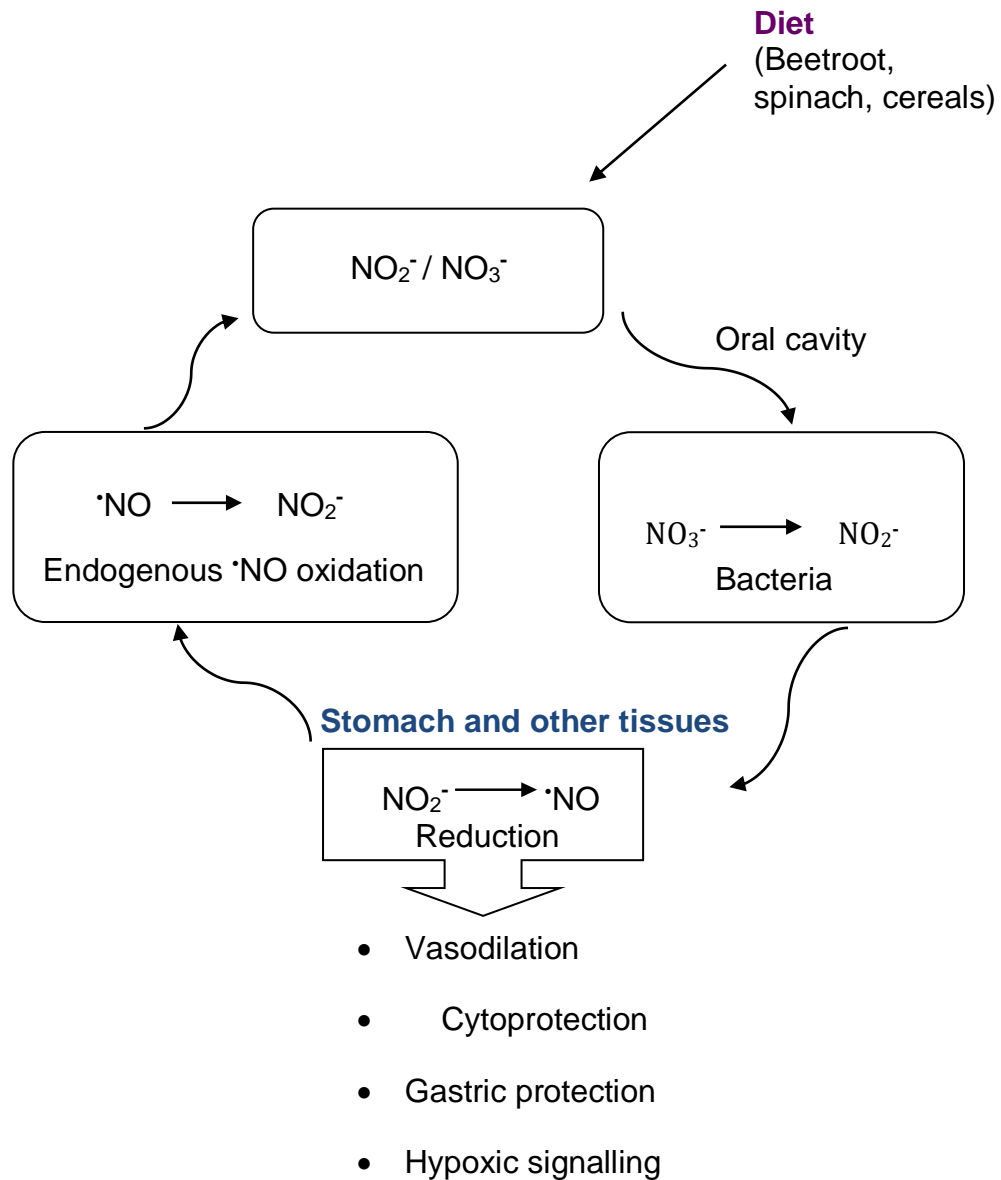 Diet
(Beetroot,
spinach, cereals)
NO₂⁻ / NO₃⁻
Oral cavity
•NO NO₂⁻
Endogenous •NO oxidation
NO₃⁻ NO₂⁻
Bacteria
Stomach and other tissues
NO₂⁻ •NO
Reduction
• Vasodilation
• Cytoprotection
• Gastric protection
• Hypoxic signalling